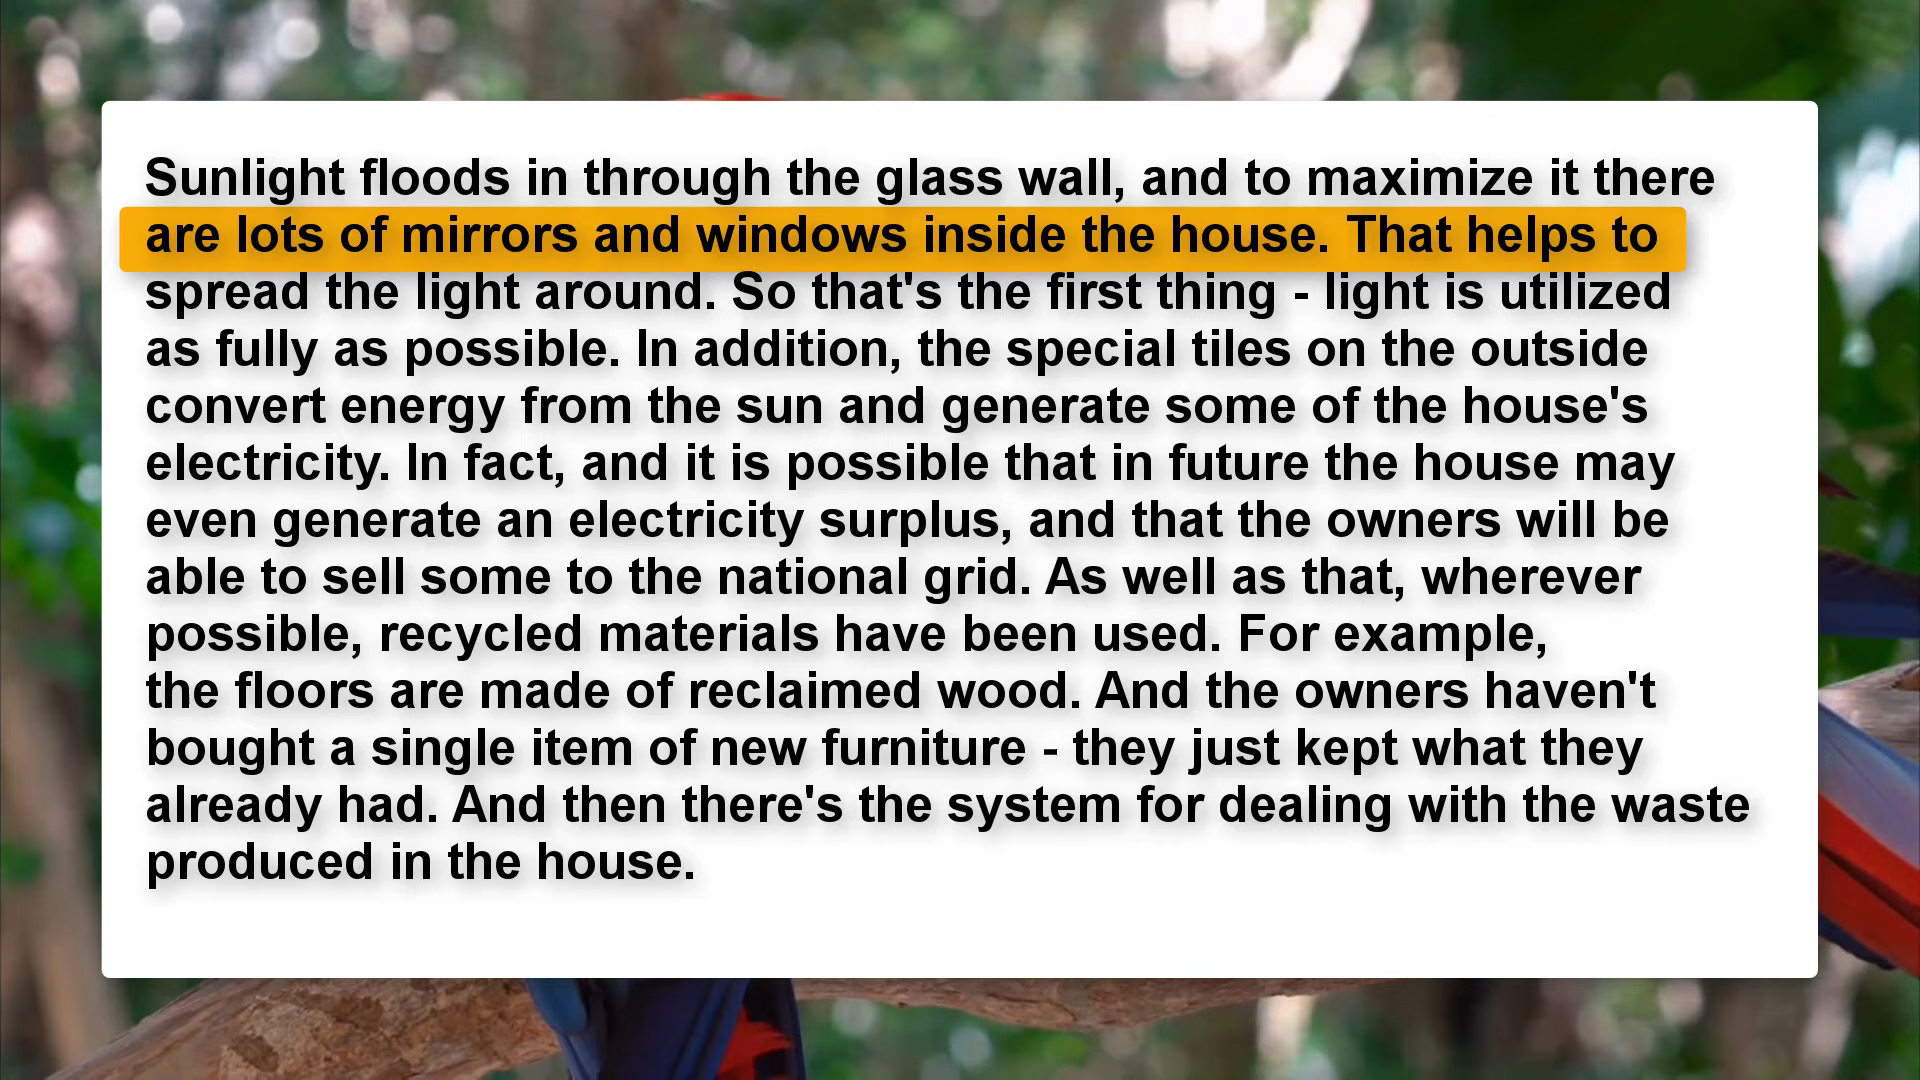 Sunlight floods in through the glass wall, and to maximize it there
are lots of mirrors and windows inside the house. That helps to
spread the light around. So that's the first thing - light is utilized
as fully as possible. In addition, the special tiles on the outside
convert energy from the sun and generate some of the house's
electricity. In fact, and it is possible that in future the house may
even generate an electricity surplus, and that the owners will be
able to sell some to the national grid. As well as that, wherever
possible, recycled materials have been used. For example,
the floors are made of reclaimed wood. And the owners haven't
bought a single item of new furniture - they just kept what they
already had. And then there's the system for dealing with the waste
produced in the house.